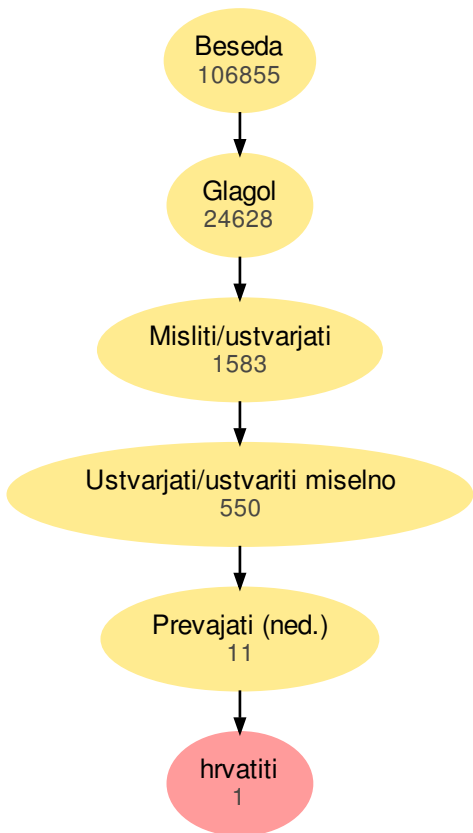 Beseda
106855
Glagol
24628
Misliti/ustvarjati
1583
Ustvarjati/ustvariti miselno
550
Prevajati (ned.)
11
hrvatiti
1